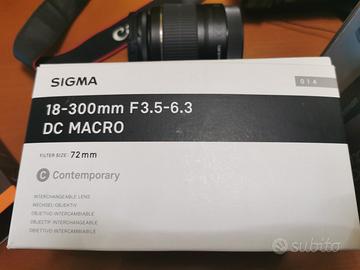 SIGMA
014
18-300mm F3.5-6.3
DC MACRO
FILTER SIZE: 72mm
C Contemporary
INTERCHANGEABLE LENS
WECHSEL-OBJEKTIV
OBJETIVO INTERCAMBIABLE
OBJECTIF INTERCHANGEABLE
OBIETTIVO INTERCAMBIABILE
subito